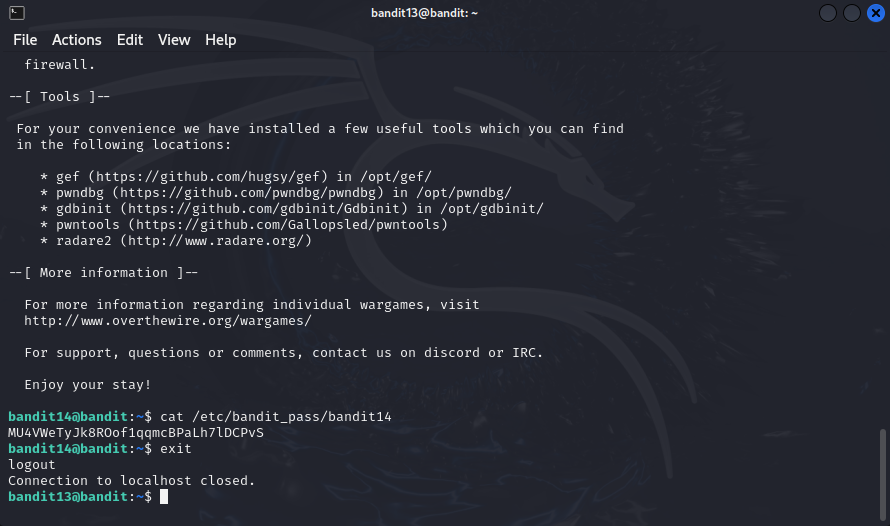 bandit13@bandit: ~
File Actions Edit View Help
firewall.
--[ Tools ]--
For your convenience we have installed a few useful tools which you can find
in the following locations:
* gef (https://github.com/hugsy/gef) in /opt/gef/
* pwndbg (https://github.com/pwndbg/pwndbg) in /opt/pwndbg/
* gdbinit (https://github.com/gdbinit/Gdbinit) in /opt/gdbinit/
* pwntools (https://github.com/Gallopsled/pwntools)
* radare2 (http://www.radare.org/)
--[ More information ]--
For more information regarding individual wargames, visit
http://www.overthewire.org/wargames/
For support, questions or comments, contact us on discord or IRC.
Enjoy your stay!
bandit14@bandit:~$ cat /etc/bandit_pass/bandit14
MU4VWeTyJk8ROof1qqmcBPaLh7lDCPvS
bandit14@bandit:~$ exit
logout
Connection to localhost closed.
bandit13@bandit:~$